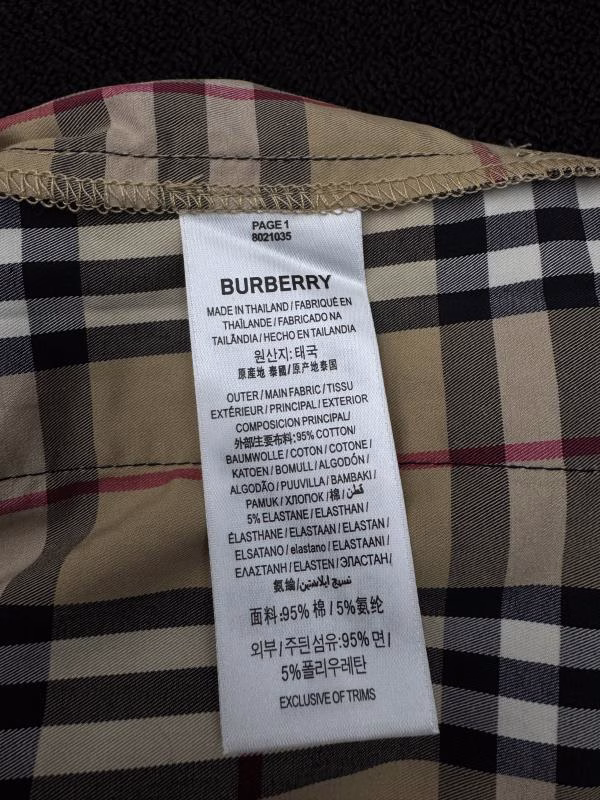 PAGE 1
8021035
BURBERRY
MADE IN THAILAND / FABRIQUÉ EN
THAÏLANDE / FABRICADO NA
TAILÂNDIA / HECHO EN TAILANDIA
원산지: 태국
原産地 泰國 / 原产地泰国
OUTER / MAIN FABRIC / TISSU
EXTÉRIEUR / PRINCIPAL / EXTERIOR
COMPOSICION PRINCIPAL/
外部/主要布料:95% COTTON/
BAUMWOLLE / COTON / COTONE /
KATOEN / BOMULL / ALGODÓN /
ALGODÃO / PUUVILLA / BAMBAKI /
PAMUK / ХЛОПОК / 棉 / قطن /
5% ELASTANE / ELASTHAN /
ÉLASTHANE / ELASTAAN / ELASTAN /
ELSATANO / elastano / ELASTAANI /
ΕΛΑΣΤΑΝΗ / ELASTEN / ЭЛАСТАН /
氨綸/نسيج ايلاستين/
面料:95% 棉 / 5%氨纶
외부 / 주된 섬유:95% 면 /
5%폴리우레탄
EXCLUSIVE OF TRIMS